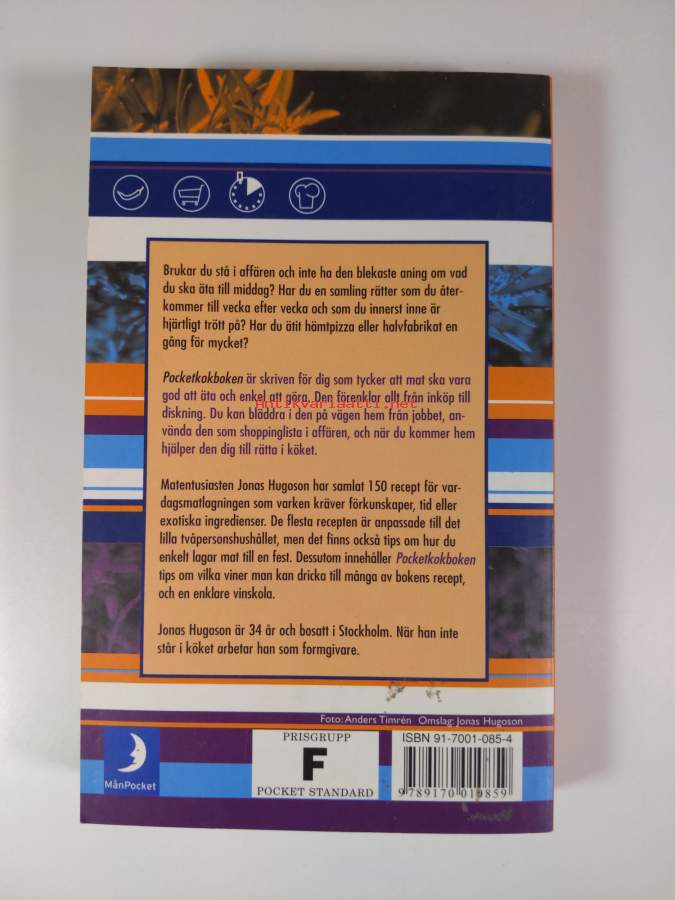 Brukar du stå i affären och inte ha den blekaste aning om vad
du ska äta till middag? Har du en samling rätter som du åter-
kommer till vecka efter vecka och som du innerst inne är
hjärtligt trött på? Har du ätit hämtpizza eller halvfabrikat en
gång för mycket?
Pocketkokboken är skriven för dig som tycker att mat ska vara
god att äta och enkel att göra. Den förenklar allt från inköp till
Antikvariaatti.net
diskning. Du kan bläddra i den på vägen hem från jobbet, an-
vända den som shoppinglista i affären, och när du kommer hem
hjälper den dig till rätta i köket.
Matentusiasten Jonas Hugoson har samlat 150 recept för var-
dagsmatlagningen som varken kräver förkunskaper, tid eller
exotiska ingredienser. De flesta recepten är anpassade till det
lilla tvåpersonshushållet, men det finns också tips om hur du
enkelt lagar mat till en fest. Dessutom innehåller Pocketkokboken
tips om vilka viner man kan dricka till många av bokens recept,
och en enklare vinskola.
Jonas Hugoson är 34 år och bosatt i Stockholm. När han inte
står i köket arbetar han som formgivare.
Foto: Anders Timrén Omslag: Jonas Hugoson
MånPocket
PRISGRUPP
F
POCKET STANDARD
ISBN 91-7001-085-4
9 789170 010859